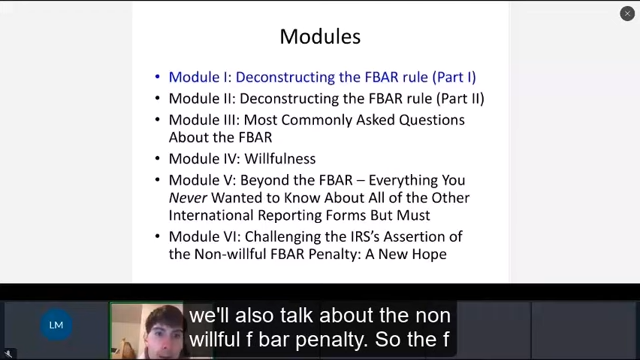 Modules
• Module I: Deconstructing the FBAR rule (Part I)
• Module II: Deconstructing the FBAR rule (Part II)
• Module III: Most Commonly Asked Questions
About the FBAR
• Module IV: Willfulness
• Module V: Beyond the FBAR – Everything You
Never Wanted to Know About All of the Other
International Reporting Forms But Must
• Module VI: Challenging the IRS's Assertion of
the Non-willful FBAR Penalty: A New Hope
LM
we'll also talk about the non
willful f bar penalty. So the f